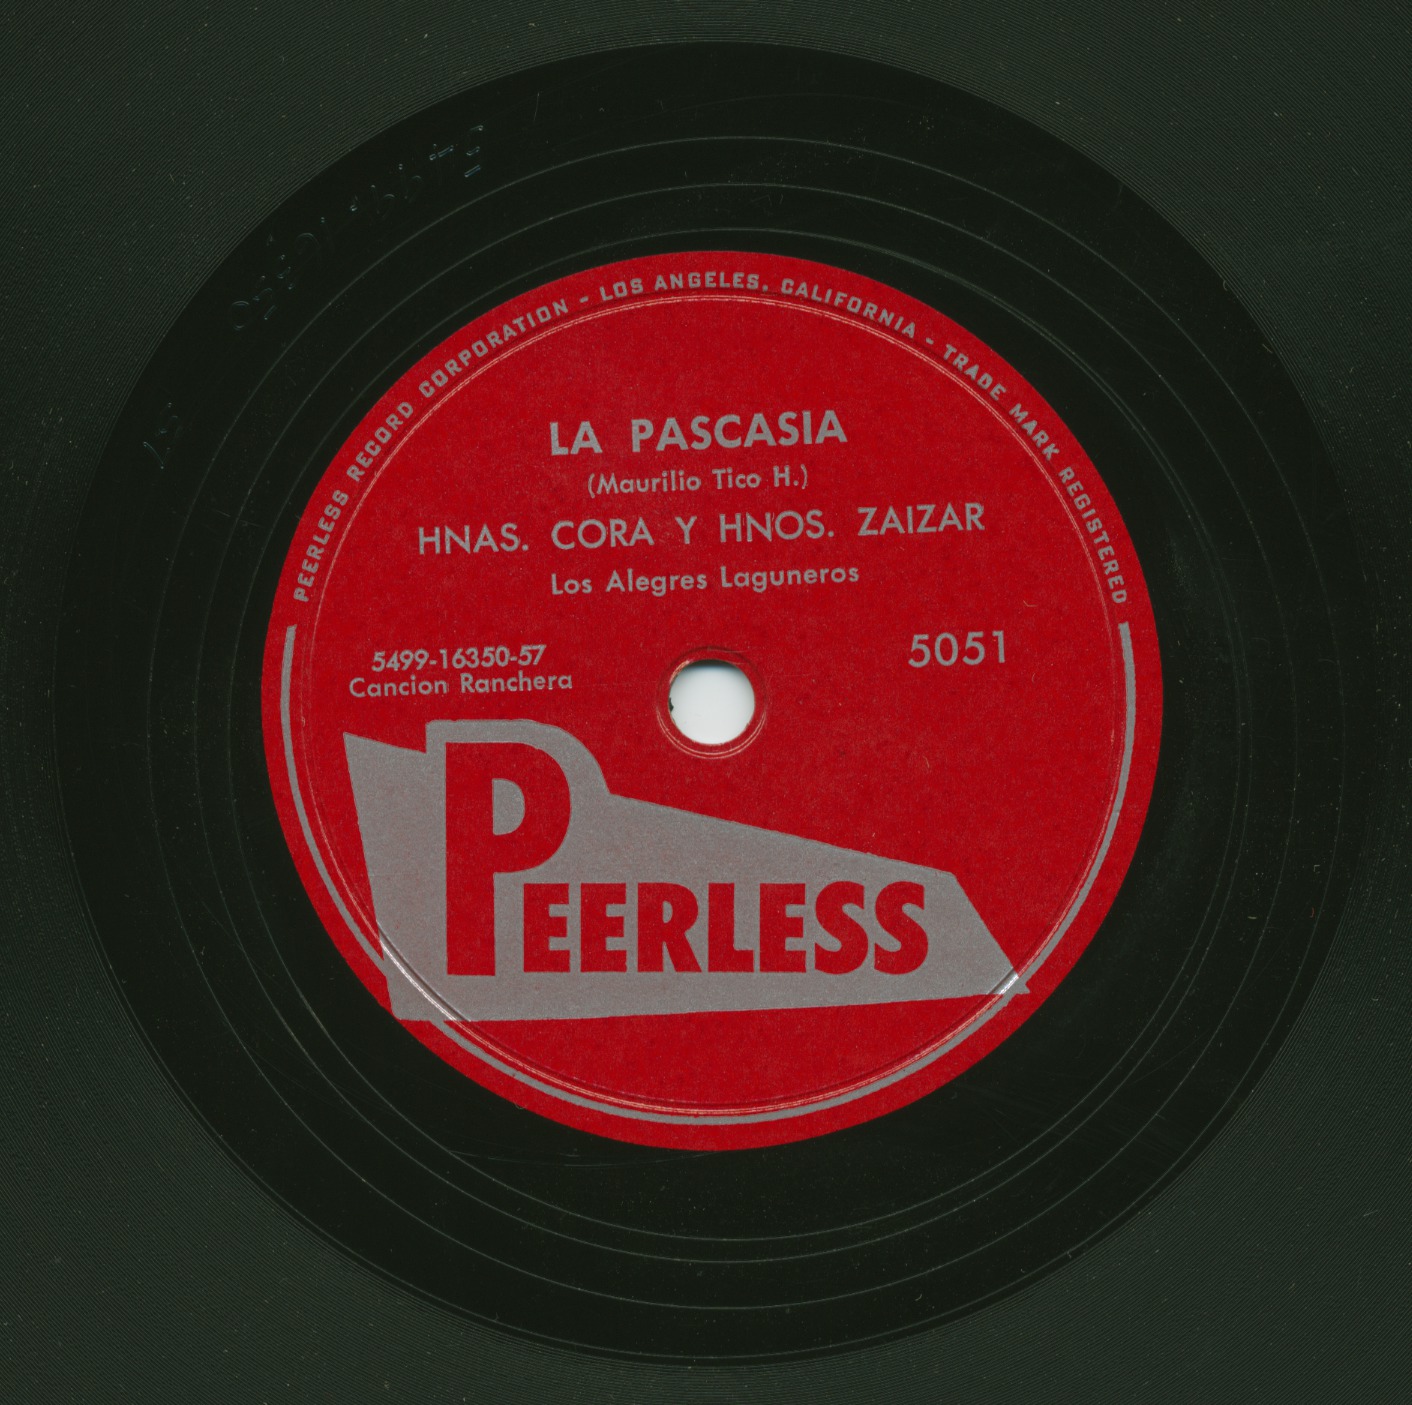 PEERLESS RECORD CORPORATION - LOS ANGELES, CALIFORNIA - TRADE MARK REGISTERED
LA PASCASIA
(Maurilio Tico H.)
HNAS. CORA Y HNOS. ZAIZAR
Los Alegres Laguneros
5051
5499-16350-57
Cancion Ranchera
PEERLESS